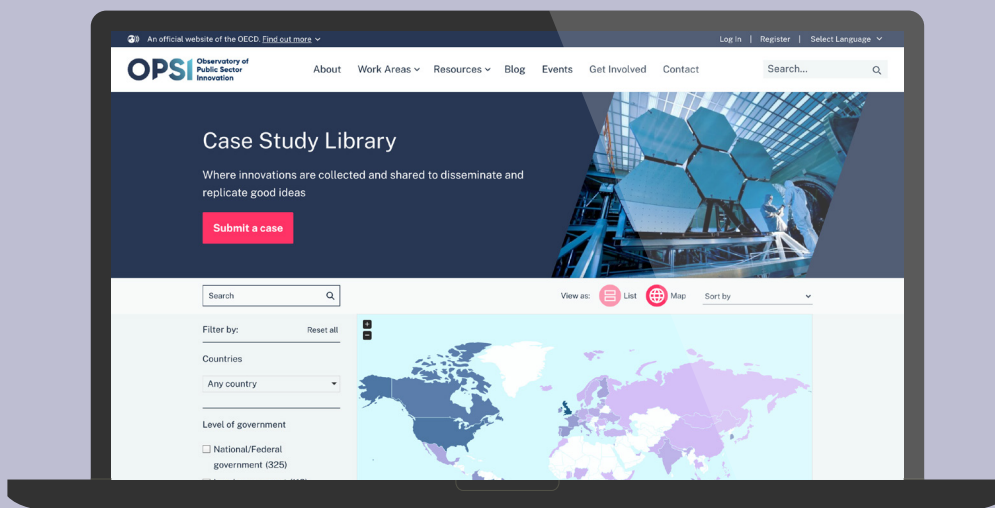 An official website of the OECD. Find out more
Log In | Register | Select Language
OPSI Observatory of
Public Sector
Innovation
About Work Areas Resources Blog Events Get Involved Contact
Search...
Case Study Library
Where innovations are collected and shared to disseminate and
replicate good ideas
Submit a case
Search
View as: List Map Sort by
Filter by: Reset all
+
−
Countries
Any country
Level of government
National/Federal
government (325)